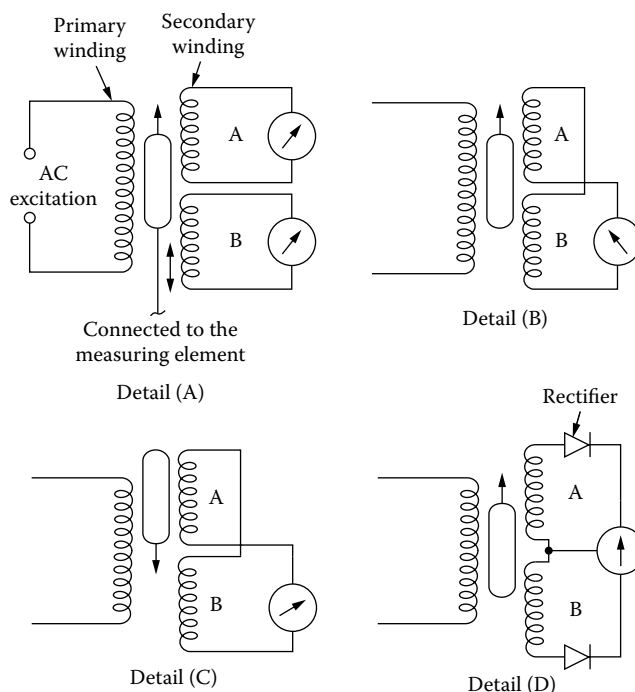 Primary
winding
Secondary
winding
AC
excitation
A
B
Connected to the
measuring element
Detail (A)
A
B
Detail (B)
A
B
Detail (C)
Rectifier
A
B
Detail (D)